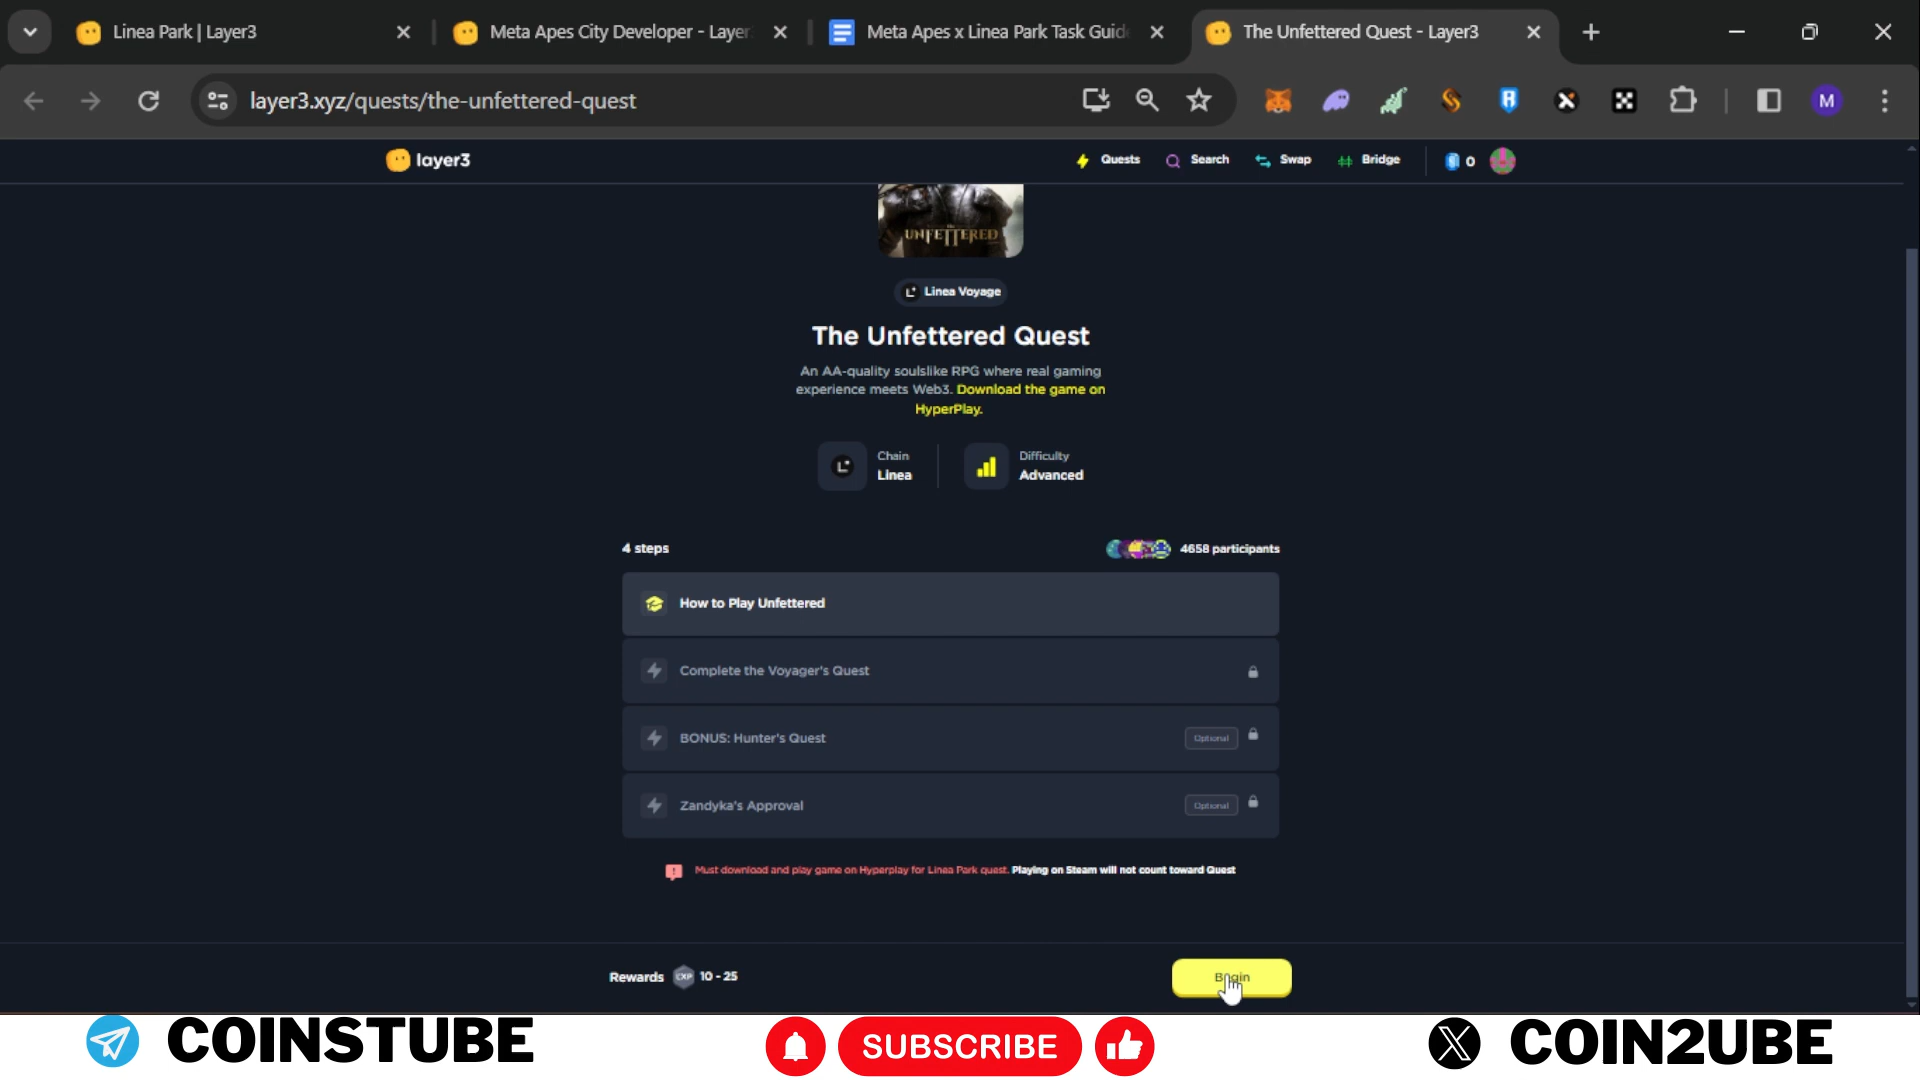 Linea Park | Layer3
Meta Apes City Developer - Layer
Meta Apes x Linea Park Task Guid
The Unfettered Quest - Layer3
layer3.xyz/quests/the-unfettered-quest
M
layer3
Quests
Search
Swap
Bridge
0
THE UNFETTERED
Linea Voyage
The Unfettered Quest
An AA-quality soulslike RPG where real gaming
experience meets Web3. Download the game on
HyperPlay.
Chain
Linea
Difficulty
Advanced
4 steps
4658 participants
How to Play Unfettered
Complete the Voyager's Quest
BONUS: Hunter's Quest
Optional
Zandyka's Approval
Optional
Must download and play game on Hyperplay for Linea Park quest. Playing on Steam will not count toward Quest
Rewards EXP 10 - 25
Begin
COINSTUBE
SUBSCRIBE
COIN2UBE